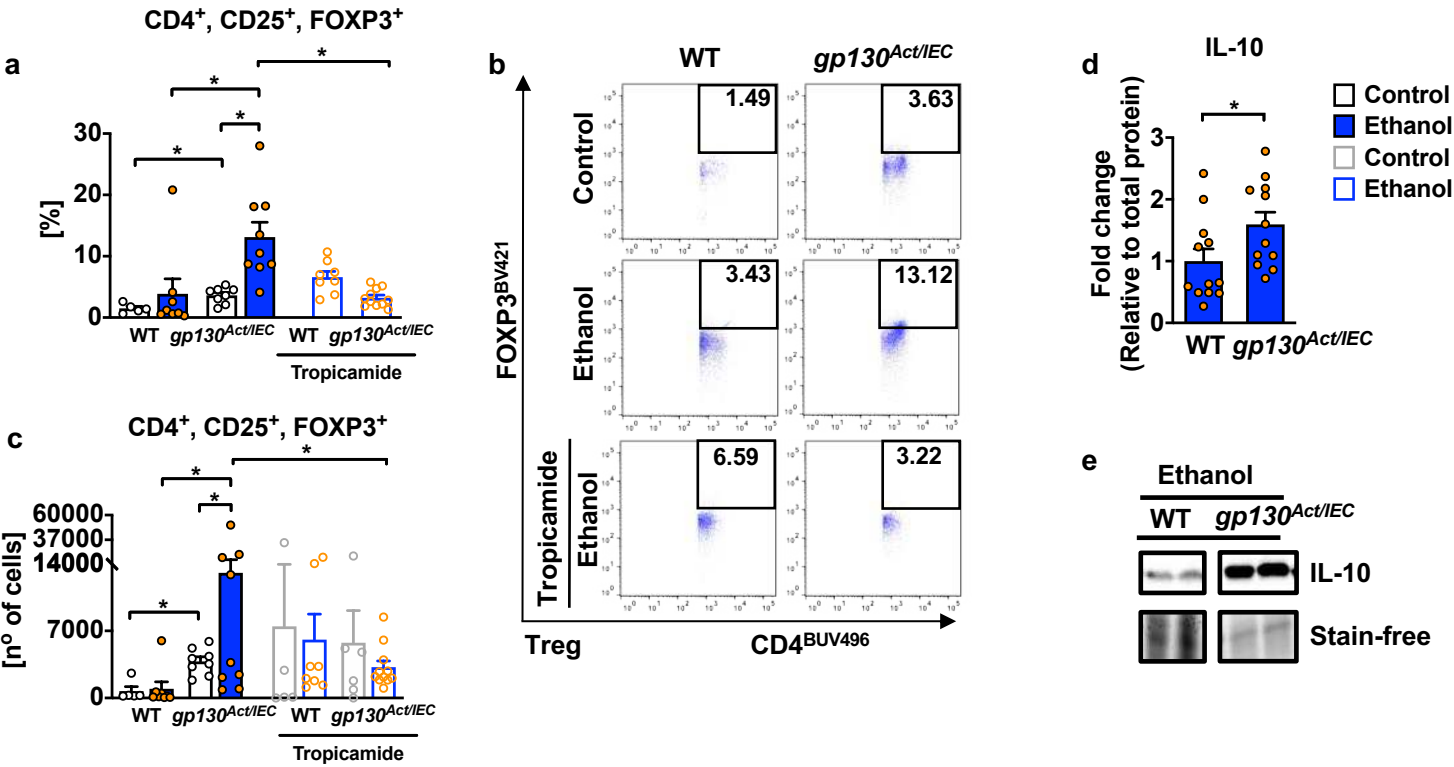 a
CD4+, CD25+, FOXP3+
*
*
*
*
[%]
30
20
10
0
WT gp130Act/IEC WT gp130Act/IEC
Tropicamide
b
WT gp130Act/IEC
FOXP3BV421
Control
1.49 3.63
Ethanol
3.43 13.12
Tropicamide
Ethanol
6.59 3.22
Treg
CD4BUV496
c
CD4+, CD25+, FOXP3+
*
*
*
*
[nº of cells]
60000
37000
14000
7000
0
WT gp130Act/IEC WT gp130Act/IEC
Tropicamide
d
IL-10
*
Fold change
(Relative to total protein)
3
2
1
0
WT gp130Act/IEC
Control
Ethanol
Control
Ethanol
e
Ethanol
WT gp130Act/IEC
IL-10
Stain-free